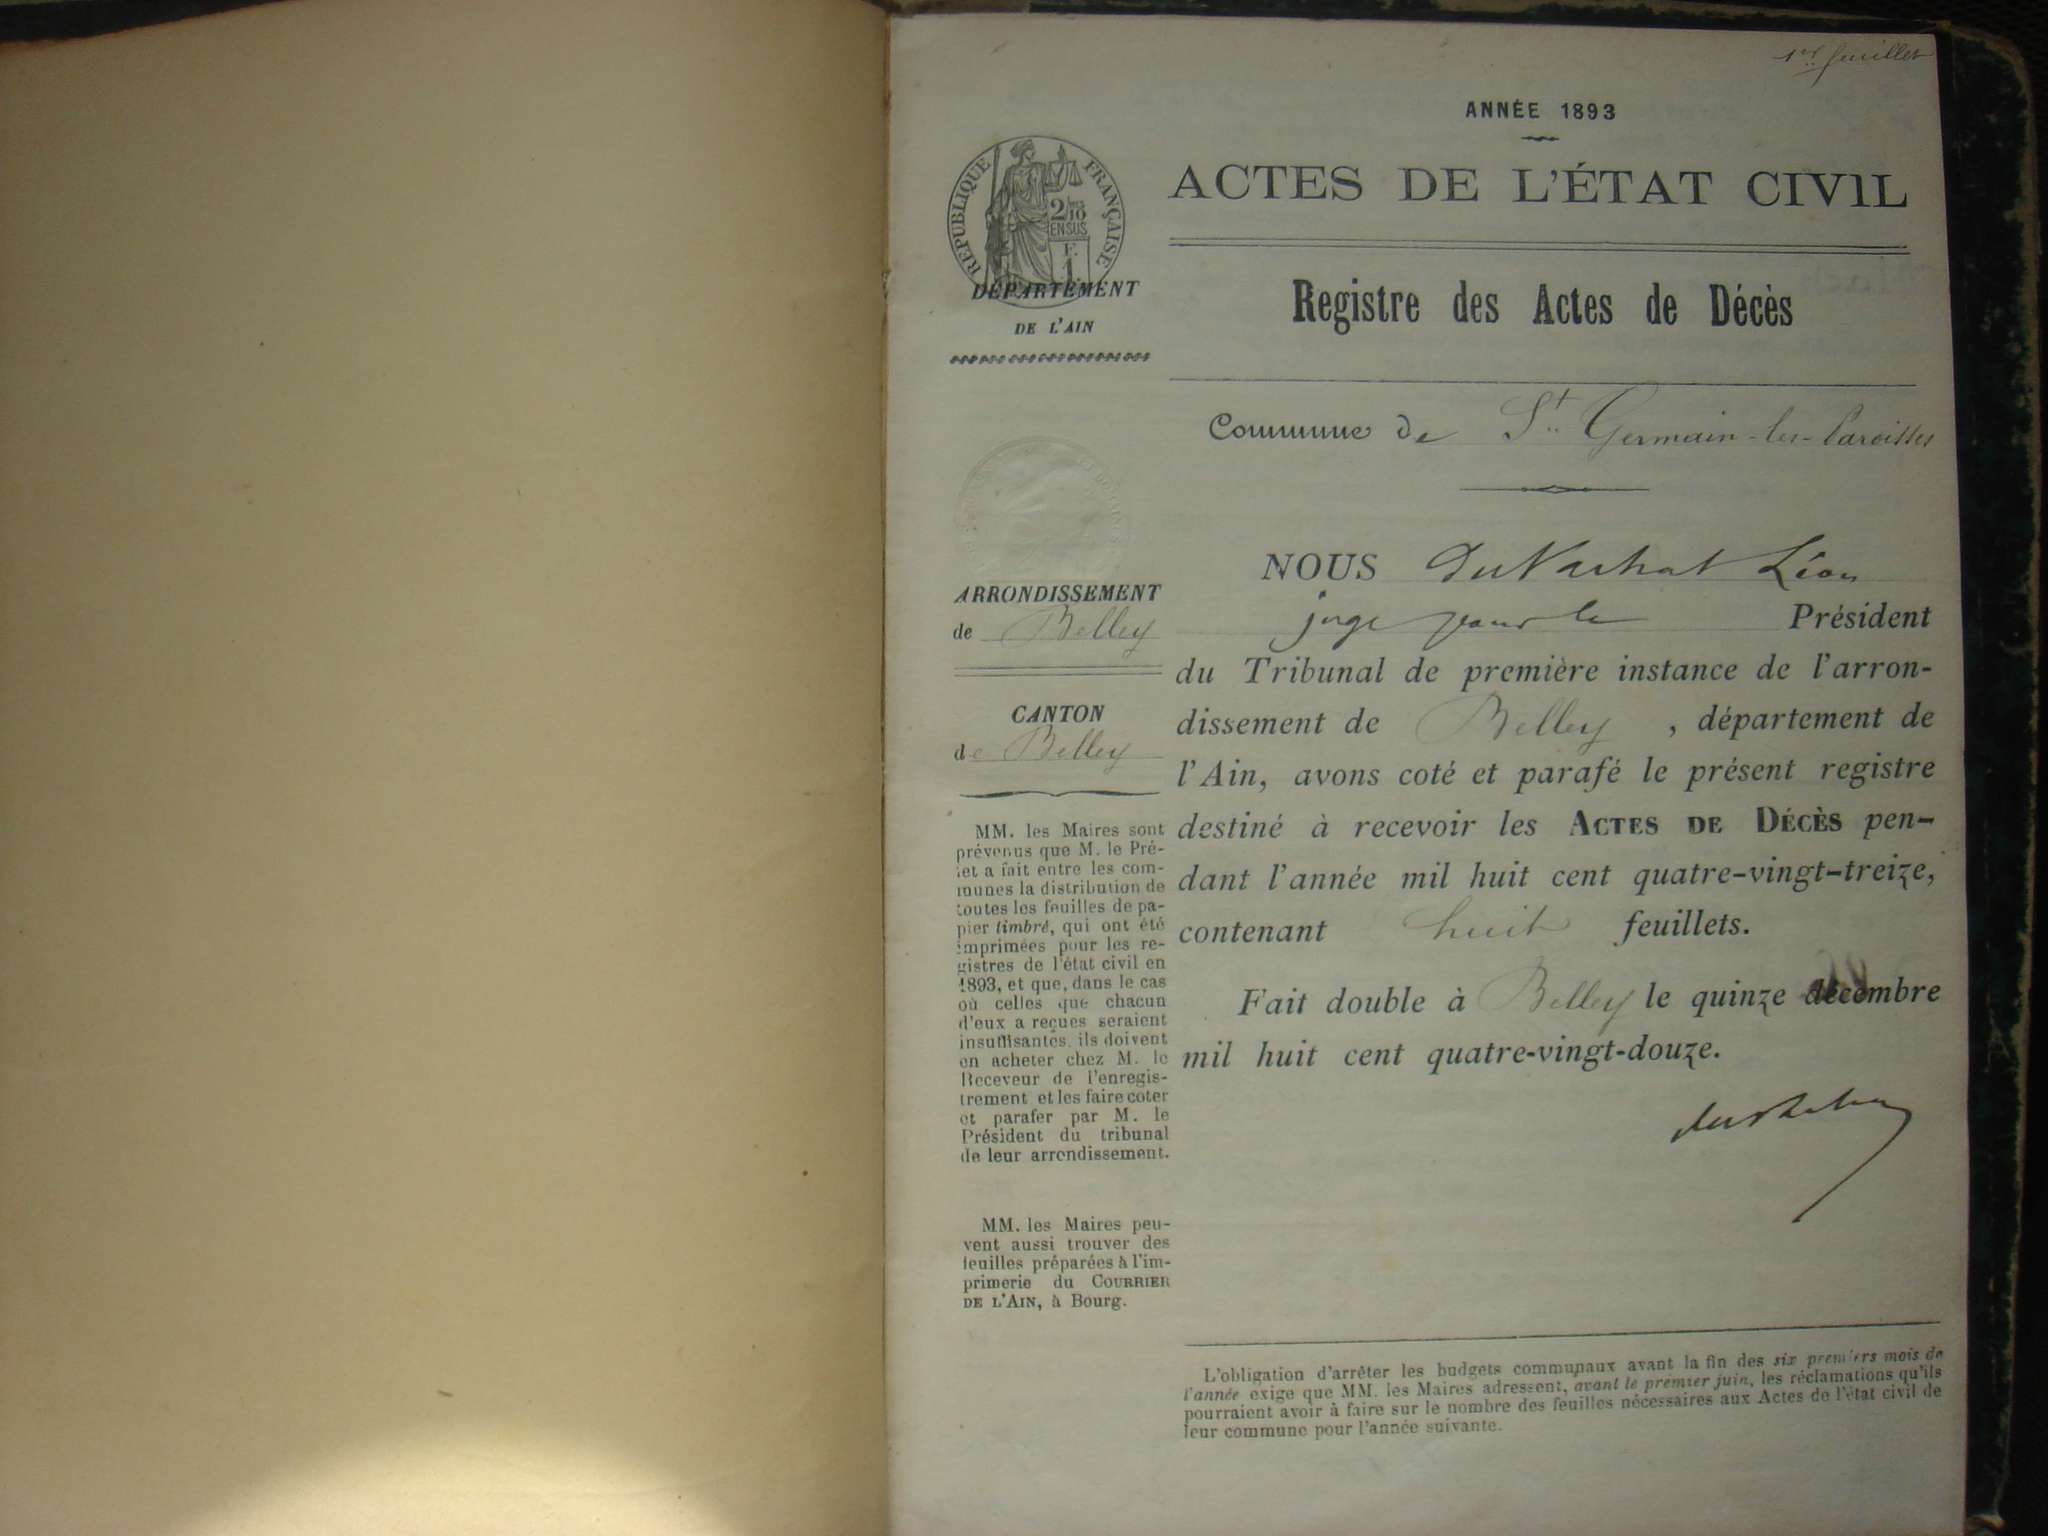 1er feuillet
ANNÉE 1893
ACTES DE L'ÉTAT CIVIL
RÉPUBLIQUE FRANÇAISE
2/10
EN SUS
F.
1
DÉPARTEMENT
DE L'AIN
Registre des Actes de Décès
Commune de St Germain-les-Paroisses
ARRONDISSEMENT
de Belley
CANTON
de Belley
MM. les Maires sont
prévenus que M. le Pré-
fet a fait entre les com-
munes la distribution de
toutes les feuilles de pa-
pier timbré, qui ont été
imprimées pour les re-
gistres de l'état civil en
1893, et que, dans le cas
où celles que chacun
d'eux a reçues seraient
insuffisantes, ils doivent
en acheter chez M. le
Receveur de l'enregis-
trement et les faire coter
et parafer par M. le
Président du tribunal
de leur arrondissement.
MM. les Maires peu-
vent aussi trouver des
feuilles préparées à l'im-
primerie du COURRIER
DE L'AIN, à Bourg.
NOUS Léon
juge pour le Président
du Tribunal de première instance de l'arron-
dissement de Belley, département de
l'Ain, avons coté et parafé le présent registre
destiné à recevoir les ACTES DE DÉCÈS pen-
dant l'année mil huit cent quatre-vingt-treize,
contenant huit feuillets.
Fait double à Belley le quinze décembre
mil huit cent quatre-vingt-douze.
L'obligation d'arrêter les budgets communaux avant la fin des six premiers mois de
l'année exige que MM. les Maires adressent, avant le premier juin, les réclamations qu'ils
pourraient avoir à faire sur le nombre des feuilles nécessaires aux Actes de l'état civil de
leur commune pour l'année suivante.